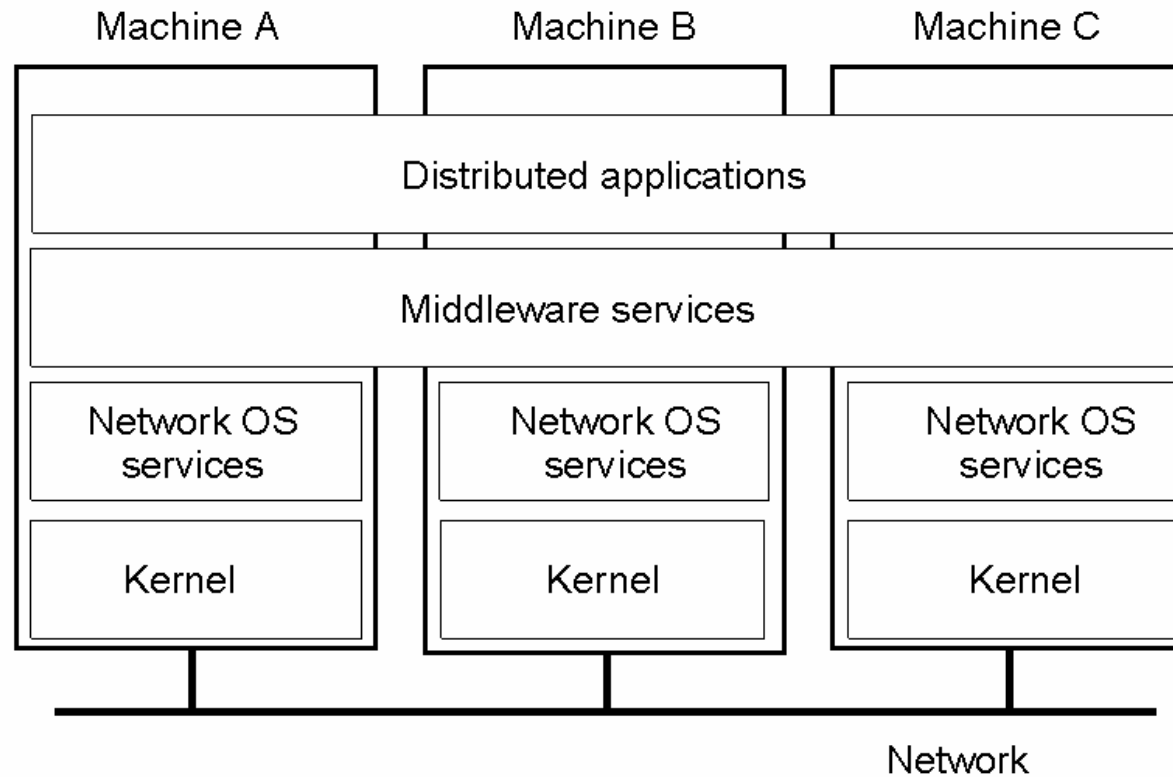 Machine A
Machine B
Machine C
Distributed applications
Middleware services
Network OS
services
Network OS
services
Network OS
services
Kernel
Kernel
Kernel
Network